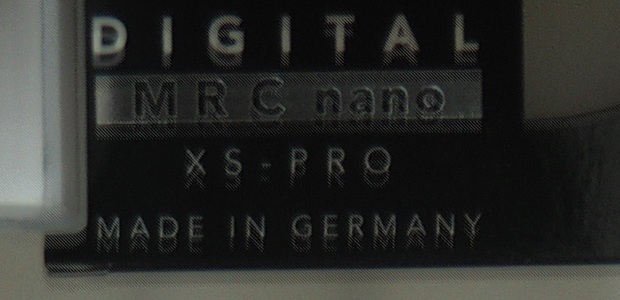 DIGITAL
MRC nano
XS-PRO
MADE IN GERMANY